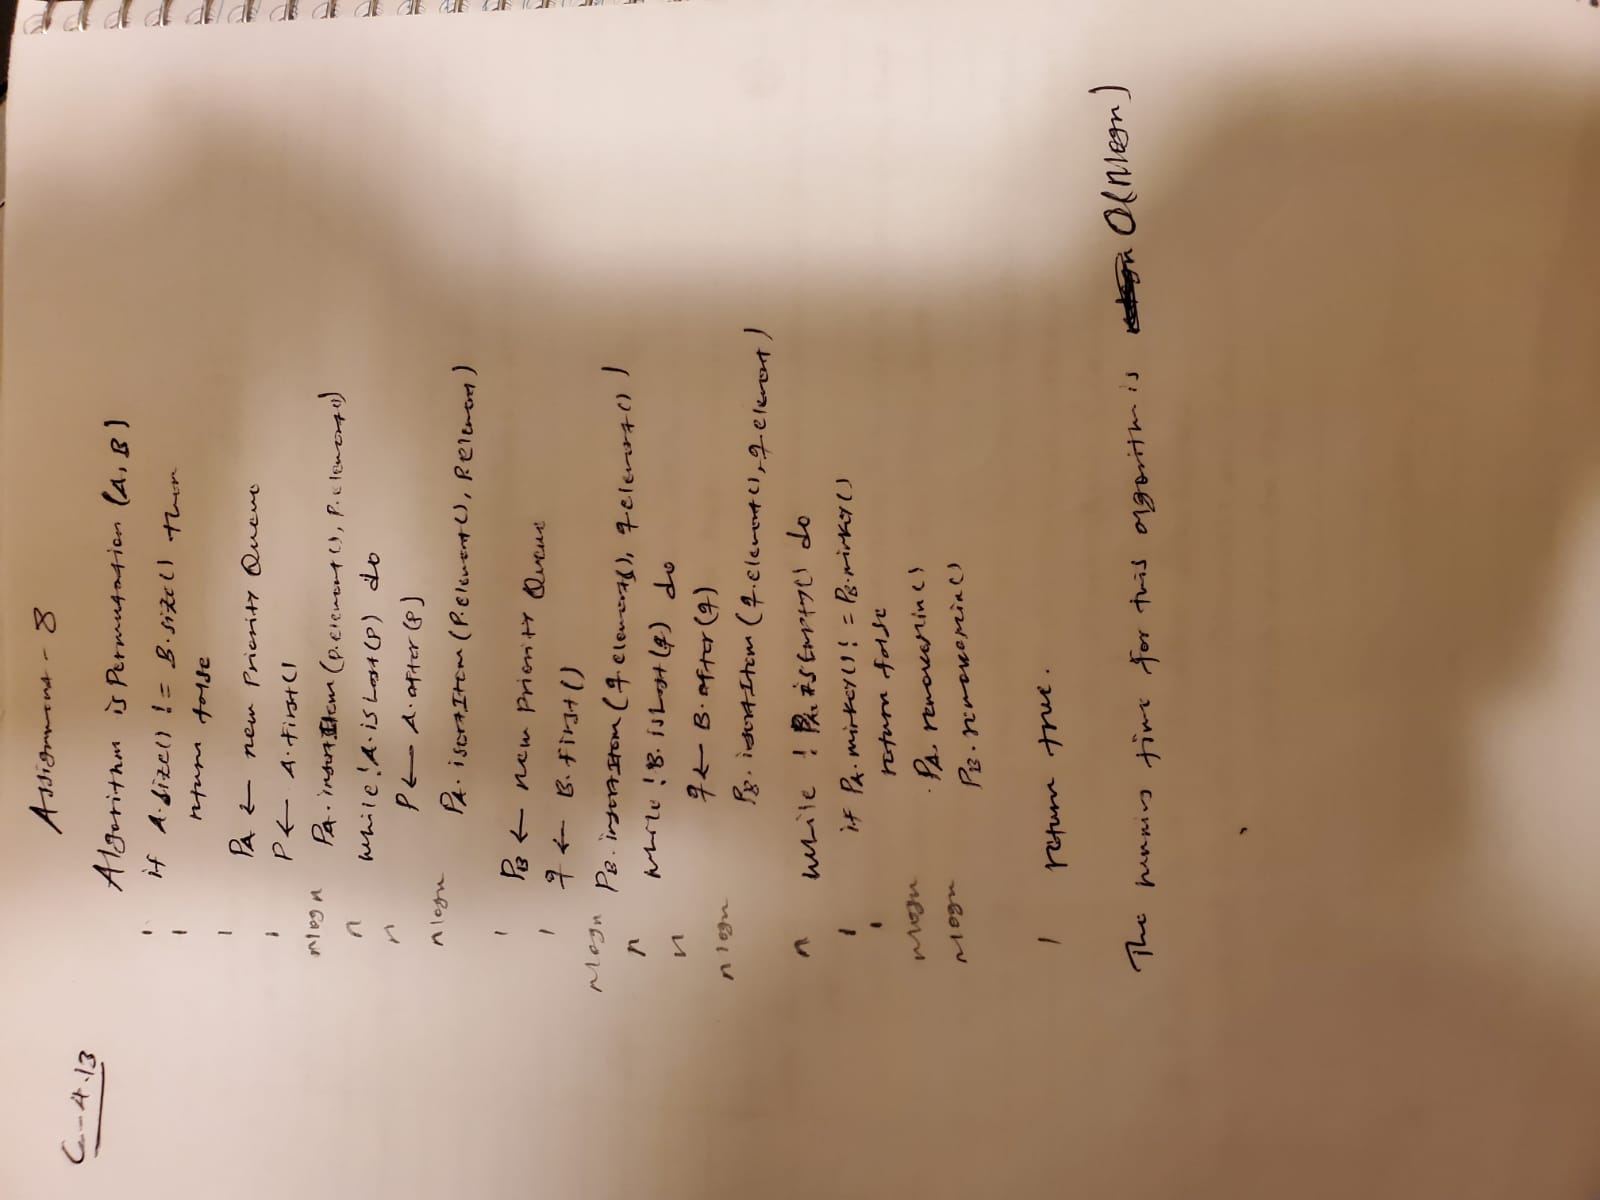 Assignment - 8
C-4.13
Algorithm isPermutation (A, B)
1 if A.size() != B.size() then
1 return false
1 PA ← new Priority Queue
1 P ← A.first()
nlogn PA.insertItem (p.element(), P.element())
n while !A.isLast(P) do
n P ← A.after(P)
nlogn PA.isertItem (P.element(), P.element)
1 PB ← new Priority Queue
1 q ← B.first()
nlogn PB.insertItem (q.element(), q.element())
n while !B.isLast(q) do
n q ← B.after(q)
nlogn PB.insertItem (q.element(), q.element)
n while ! PA.isEmpty() do
1 if PA.minkey() != PB.minkey()
1 return false
nlogn PA.removemin()
nlogn PB.removemin()
1 return true.
The running time for this algorithm is O(nlogn)